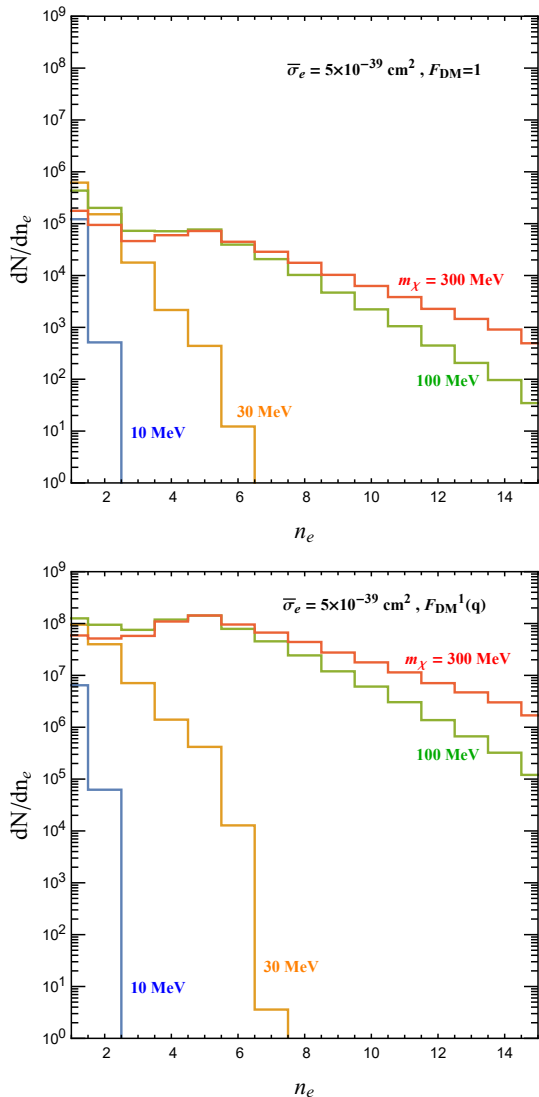 10⁹
σ̅ₑ = 5×10⁻³⁹ cm² , F_DM=1
10⁸
10⁷
10⁶
10⁵
dN/dnₑ
10⁴
m_χ = 300 MeV
10³
10²
100 MeV
30 MeV
10¹
10 MeV
10⁰
2 4 6 8 10 12 14
nₑ
10⁹
σ̅ₑ = 5×10⁻³⁹ cm² , F_DM¹(q)
10⁸
m_χ = 300 MeV
10⁷
10⁶
100 MeV
10⁵
dN/dnₑ
10⁴
10³
10²
30 MeV
10¹
10 MeV
10⁰
2 4 6 8 10 12 14
nₑ